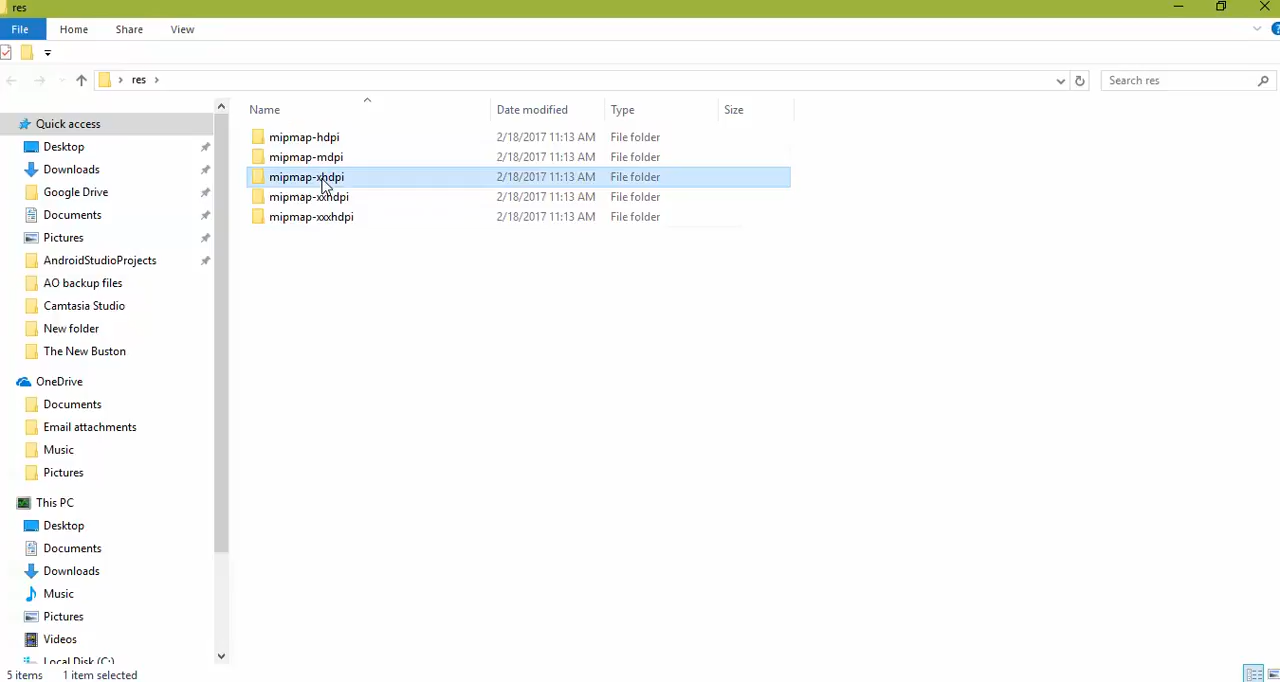 res
File Home Share View
res
Search res
Name Date modified Type Size
mipmap-hdpi 2/18/2017 11:13 AM File folder
mipmap-mdpi 2/18/2017 11:13 AM File folder
mipmap-xhdpi 2/18/2017 11:13 AM File folder
mipmap-xxhdpi 2/18/2017 11:13 AM File folder
mipmap-xxxhdpi 2/18/2017 11:13 AM File folder
Quick access
Desktop
Downloads
Google Drive
Documents
Pictures
AndroidStudioProjects
AO backup files
Camtasia Studio
New folder
The New Buston
OneDrive
Documents
Email attachments
Music
Pictures
This PC
Desktop
Documents
Downloads
Music
Pictures
Videos
Local Disk (C:)
5 items 1 item selected